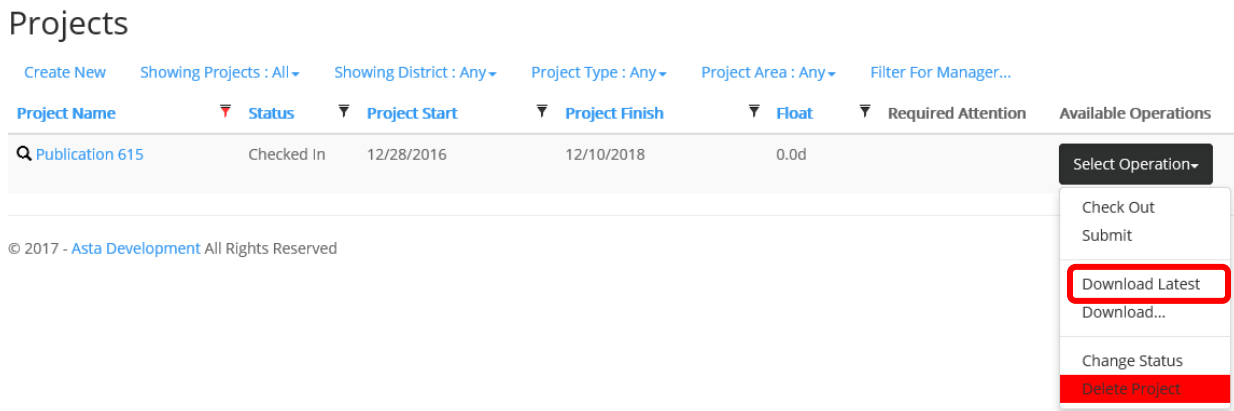 Projects
Create New Showing Projects : All Showing District : Any Project Type : Any Project Area : Any Filter For Manager...
Project Name Status Project Start Project Finish Float Required Attention Available Operations
Publication 615 Checked In 12/28/2016 12/10/2018 0.0d
Select Operation
Check Out
Submit
© 2017 - Asta Development All Rights Reserved
Download Latest
Download...
Change Status
Delete Project